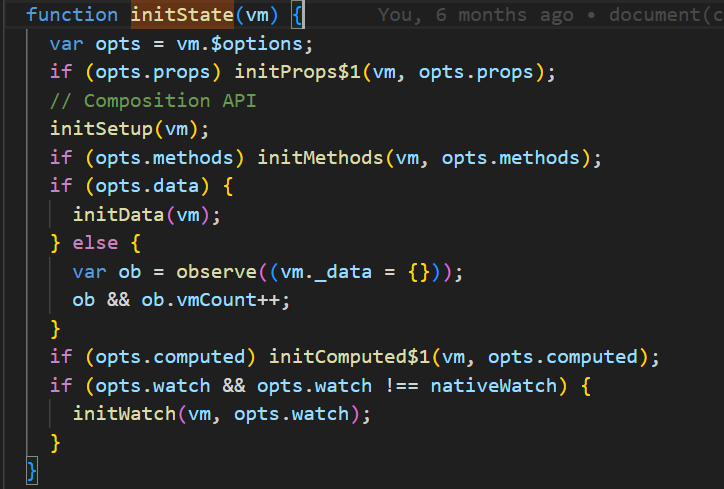 function initState(vm) { You, 6 months ago • document(c
var opts = vm.$options;
if (opts.props) initProps$1(vm, opts.props);
// Composition API
initSetup(vm);
if (opts.methods) initMethods(vm, opts.methods);
if (opts.data) {
initData(vm);
} else {
var ob = observe((vm._data = {}));
ob && ob.vmCount++;
}
if (opts.computed) initComputed$1(vm, opts.computed);
if (opts.watch && opts.watch !== nativeWatch) {
initWatch(vm, opts.watch);
}
}